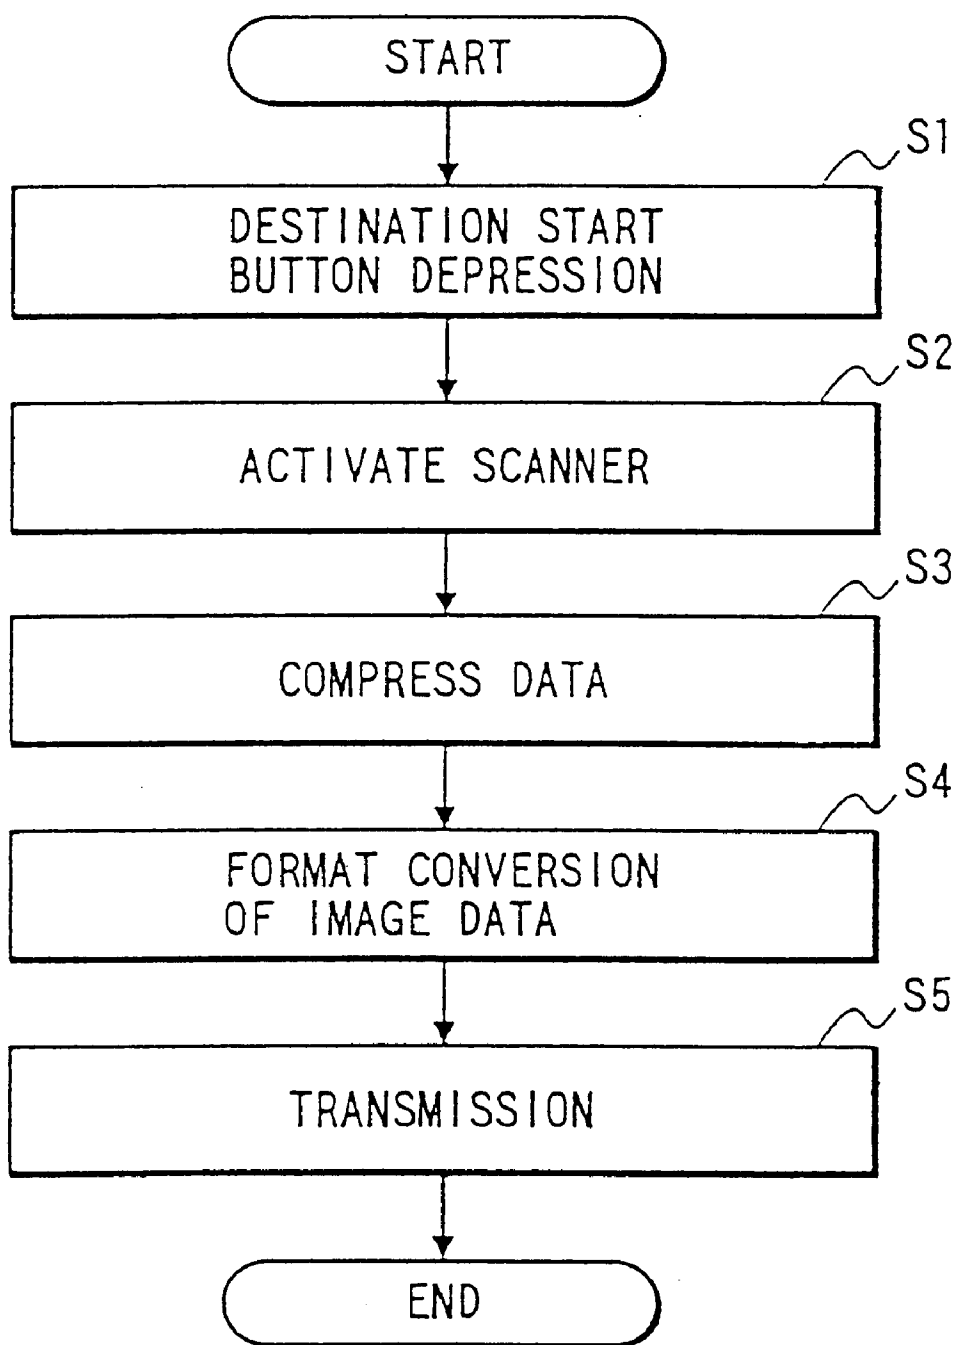 START
S1
DESTINATION START
BUTTON DEPRESSION
S2
ACTIVATE SCANNER
S3
COMPRESS DATA
S4
FORMAT CONVERSION
OF IMAGE DATA
S5
TRANSMISSION
END